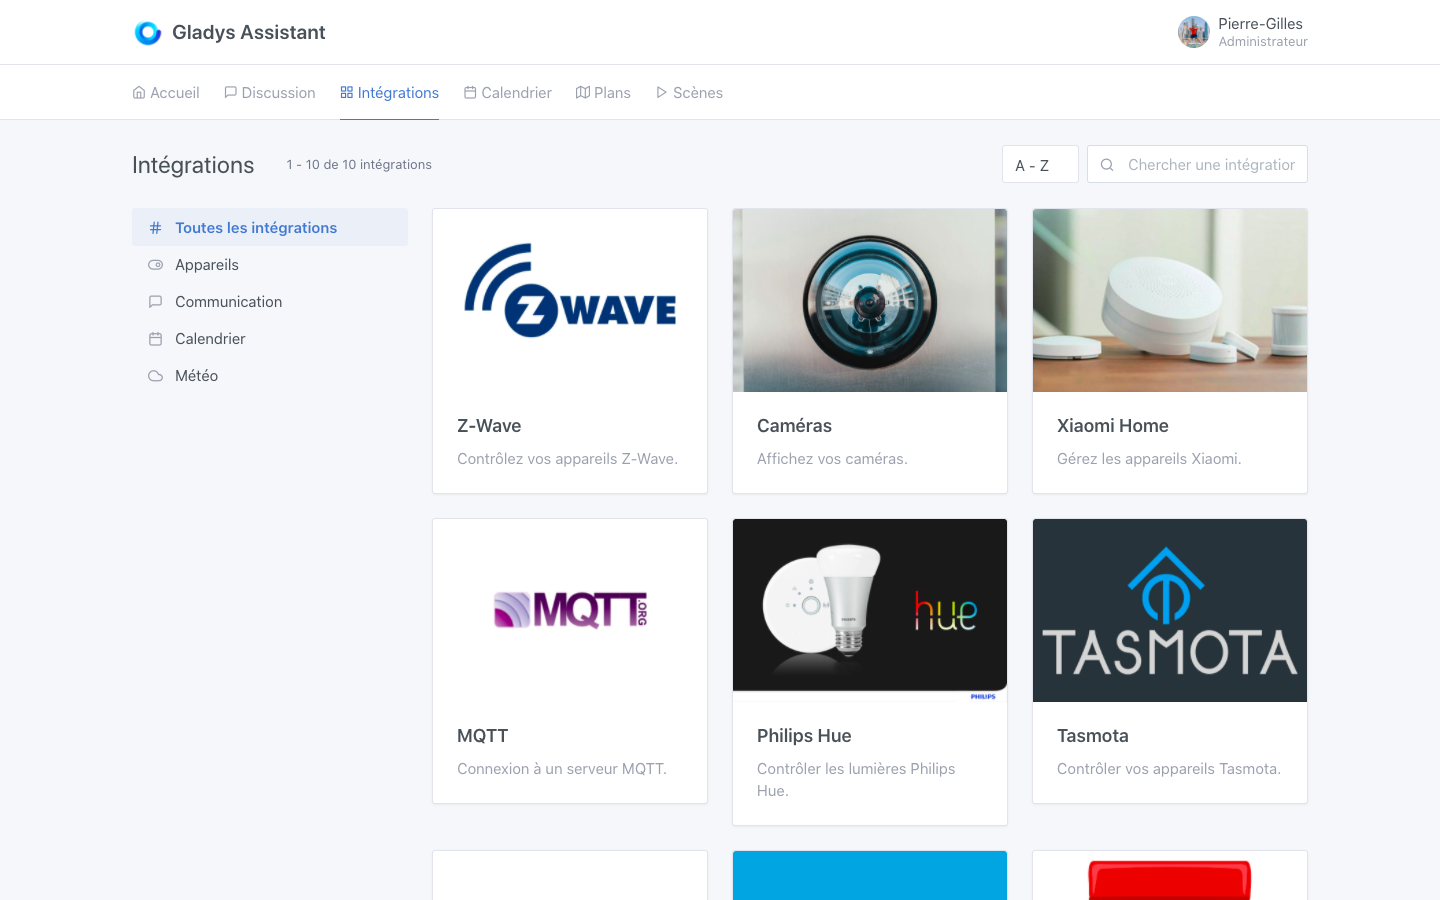 Gladys Assistant
Pierre-Gilles
Administrateur
Accueil
Discussion
Intégrations
Calendrier
Plans
Scènes
Intégrations
1 - 10 de 10 intégrations
A - Z
Chercher une intégration
Toutes les intégrations
Appareils
Communication
Calendrier
Météo
Z WAVE
Z-Wave
Contrôlez vos appareils Z-Wave.
Caméras
Affichez vos caméras.
Xiaomi Home
Gérez les appareils Xiaomi.
MQTT.ORG
MQTT
Connexion à un serveur MQTT.
hue
PHILIPS
Philips Hue
Contrôler les lumières Philips
Hue.
TASMOTA
Tasmota
Contrôler vos appareils Tasmota.